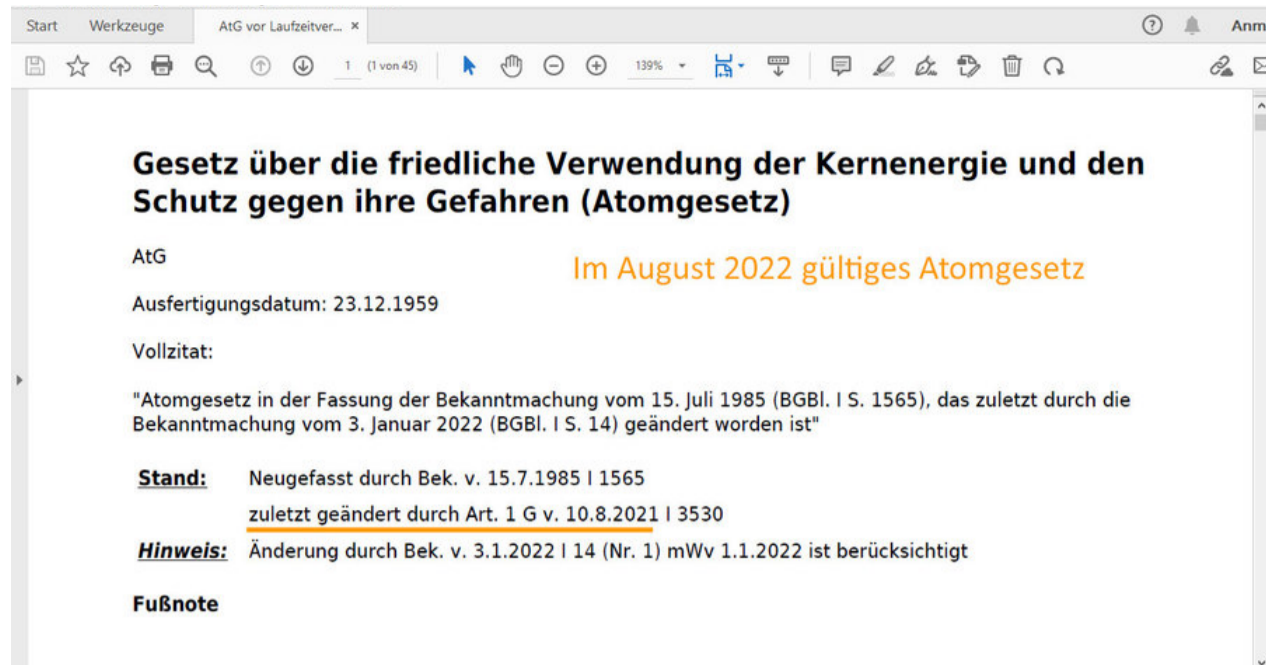 Start Werkzeuge AtG vor Laufzeitver... ×
Anm
1 (1 von 45) 139%
Gesetz über die friedliche Verwendung der Kernenergie und den
Schutz gegen ihre Gefahren (Atomgesetz)
AtG
Im August 2022 gültiges Atomgesetz
Ausfertigungsdatum: 23.12.1959
Vollzitat:
"Atomgesetz in der Fassung der Bekanntmachung vom 15. Juli 1985 (BGBl. I S. 1565), das zuletzt durch die
Bekanntmachung vom 3. Januar 2022 (BGBl. I S. 14) geändert worden ist"
Stand: Neugefasst durch Bek. v. 15.7.1985 I 1565
zuletzt geändert durch Art. 1 G v. 10.8.2021 I 3530
Hinweis: Änderung durch Bek. v. 3.1.2022 I 14 (Nr. 1) mWv 1.1.2022 ist berücksichtigt
Fußnote